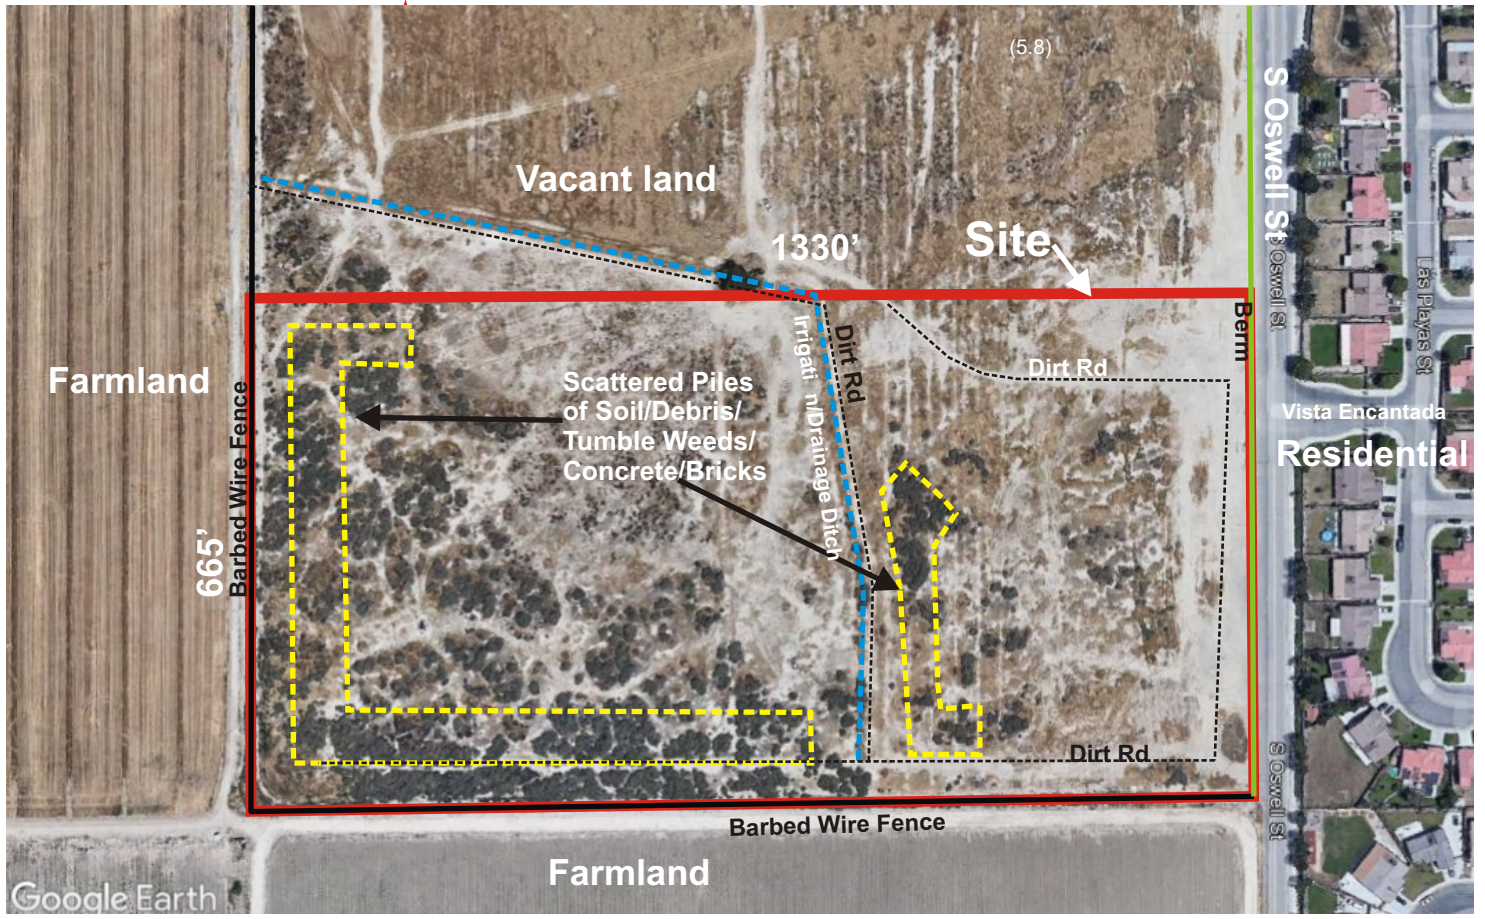 (5.8)
S Oswell St
Vacant land
1330’
Site
S Oswell St
Las Playas St
Berm
Irrigati n/Drainage Ditch
Dirt Rd
Dirt Rd
Farmland
Barbed Wire Fence
Scattered Piles
of Soil/Debris/
Tumble Weeds/
Concrete/Bricks
Vista Encantada
Residential
665’
Dirt Rd
S Oswell St
Barbed Wire Fence
Farmland
Google Earth